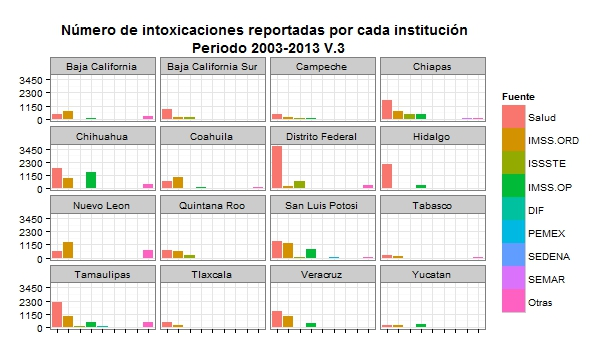 Número de intoxicaciones reportadas por cada institución
Periodo 2003-2013 V.3
Baja California
Baja California Sur
Campeche
Chiapas
3450
2300
1150
0
Chihuahua
Coahuila
Distrito Federal
Hidalgo
3450
2300
1150
0
Nuevo Leon
Quintana Roo
San Luis Potosi
Tabasco
3450
2300
1150
0
Tamaulipas
Tlaxcala
Veracruz
Yucatan
3450
2300
1150
0
Fuente
Salud
IMSS.ORD
ISSSTE
IMSS.OP
DIF
PEMEX
SEDENA
SEMAR
Otras